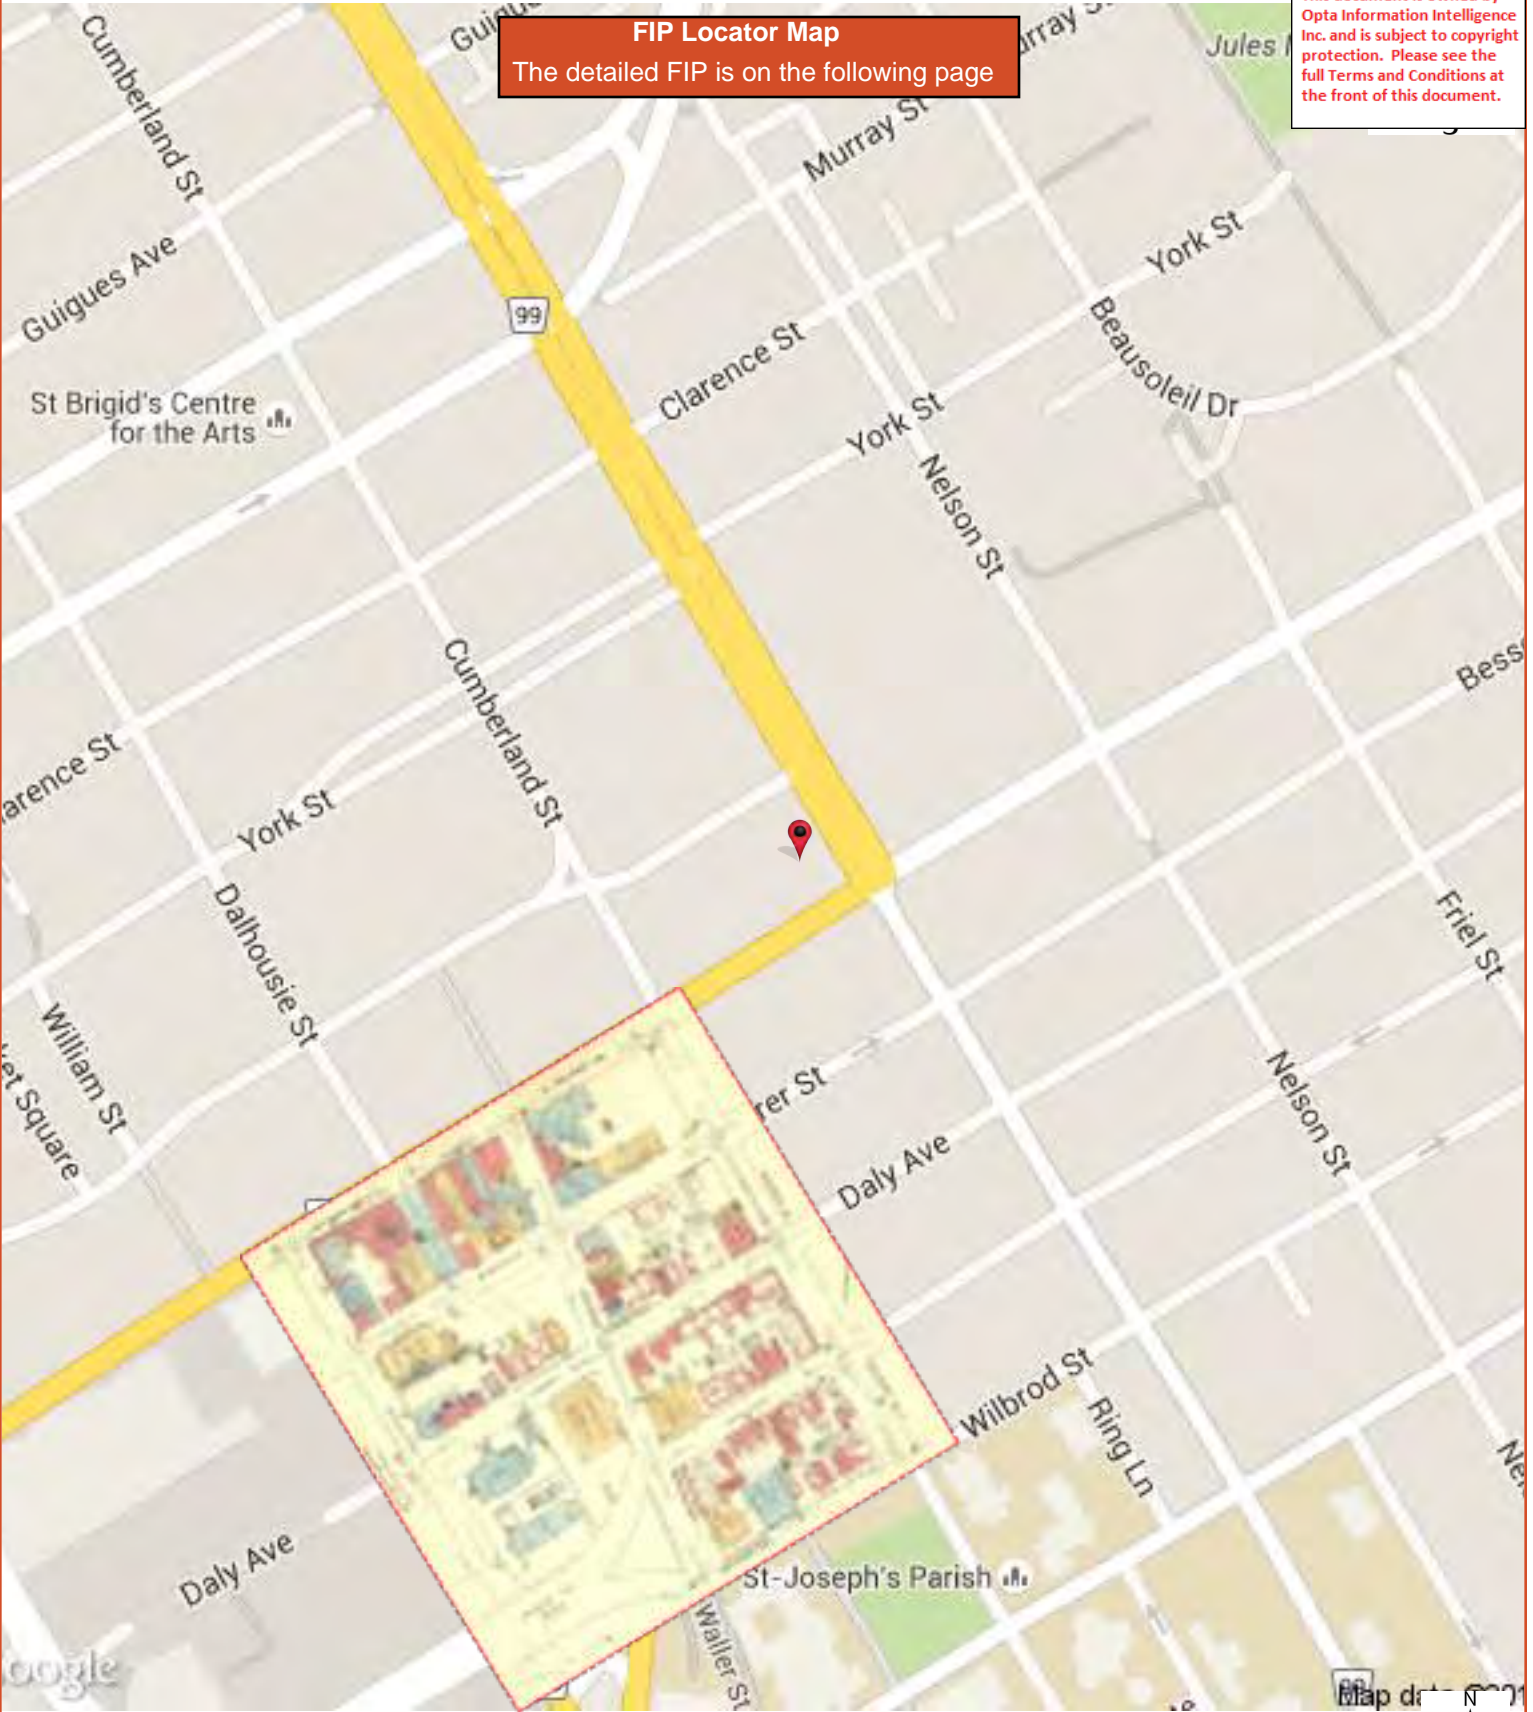 FIP Locator Map
The detailed FIP is on the following page
Opta Information Intelligence
Inc. and is subject to copyright
protection. Please see the
full Terms and Conditions at
the front of this document.
Cumberland St
Murray St
Jules
Guigues Ave
York St
99
Clarence St
Beausoleil Dr
St Brigid's Centre
for the Arts
York St
Nelson St
Cumberland St
York St
Dalhousie St
Friel St
William St
Daly Ave
Nelson St
Wilbrod St
Ring Ln
Daly Ave
St-Joseph's Parish
Waller St
N